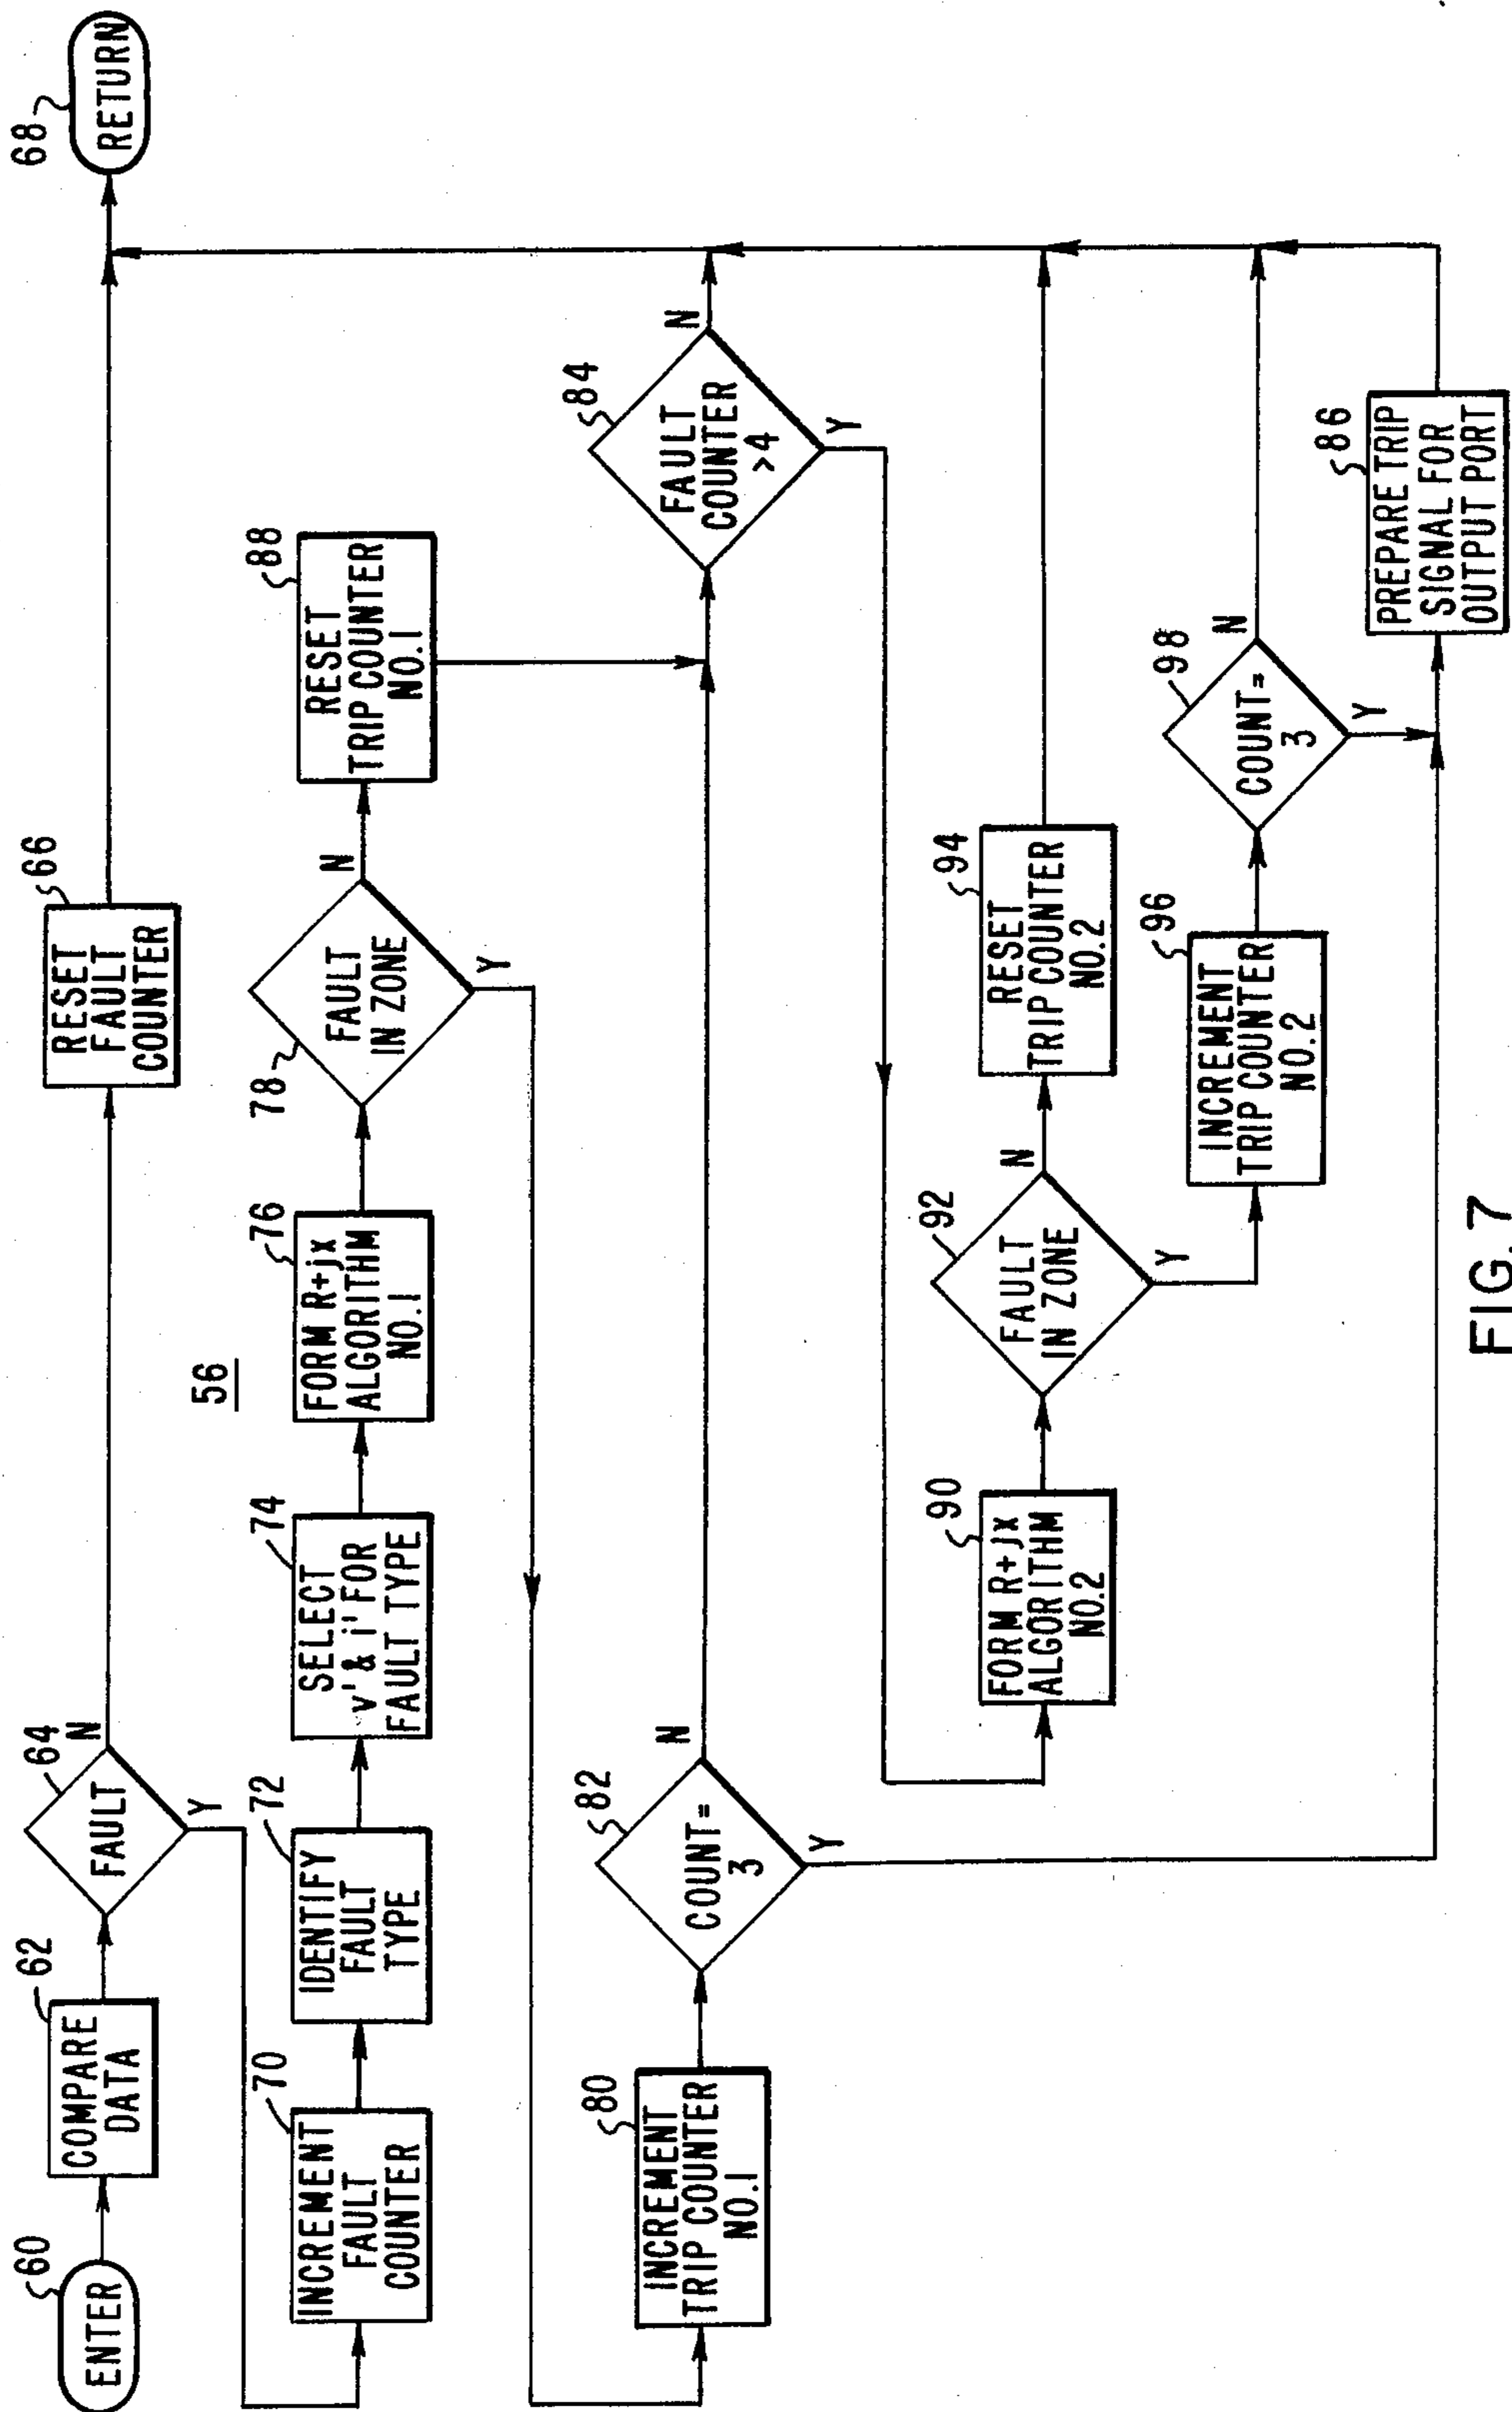 60
ENTER
62
COMPARE
DATA
64
FAULT
N
Y
66
RESET
FAULT
COUNTER
68
RETURN
56
70
INCREMENT
FAULT
COUNTER
72
IDENTIFY
FAULT
TYPE
74
SELECT
v' & i' FOR
FAULT TYPE
76
FORM R+jx
ALGORITHM
NO.1
78
FAULT
IN ZONE
N
Y
88
RESET
TRIP COUNTER
NO.1
80
INCREMENT
TRIP COUNTER
NO.1
82
COUNT=
3
N
Y
84
FAULT
COUNTER
>4
N
Y
90
FORM R+jx
ALGORITHM
NO.2
92
FAULT
IN ZONE
N
Y
94
RESET
TRIP COUNTER
NO.2
96
INCREMENT
TRIP COUNTER
NO.2
98
COUNT=
3
N
Y
86
PREPARE TRIP
SIGNAL FOR
OUTPUT PORT
FIG.7